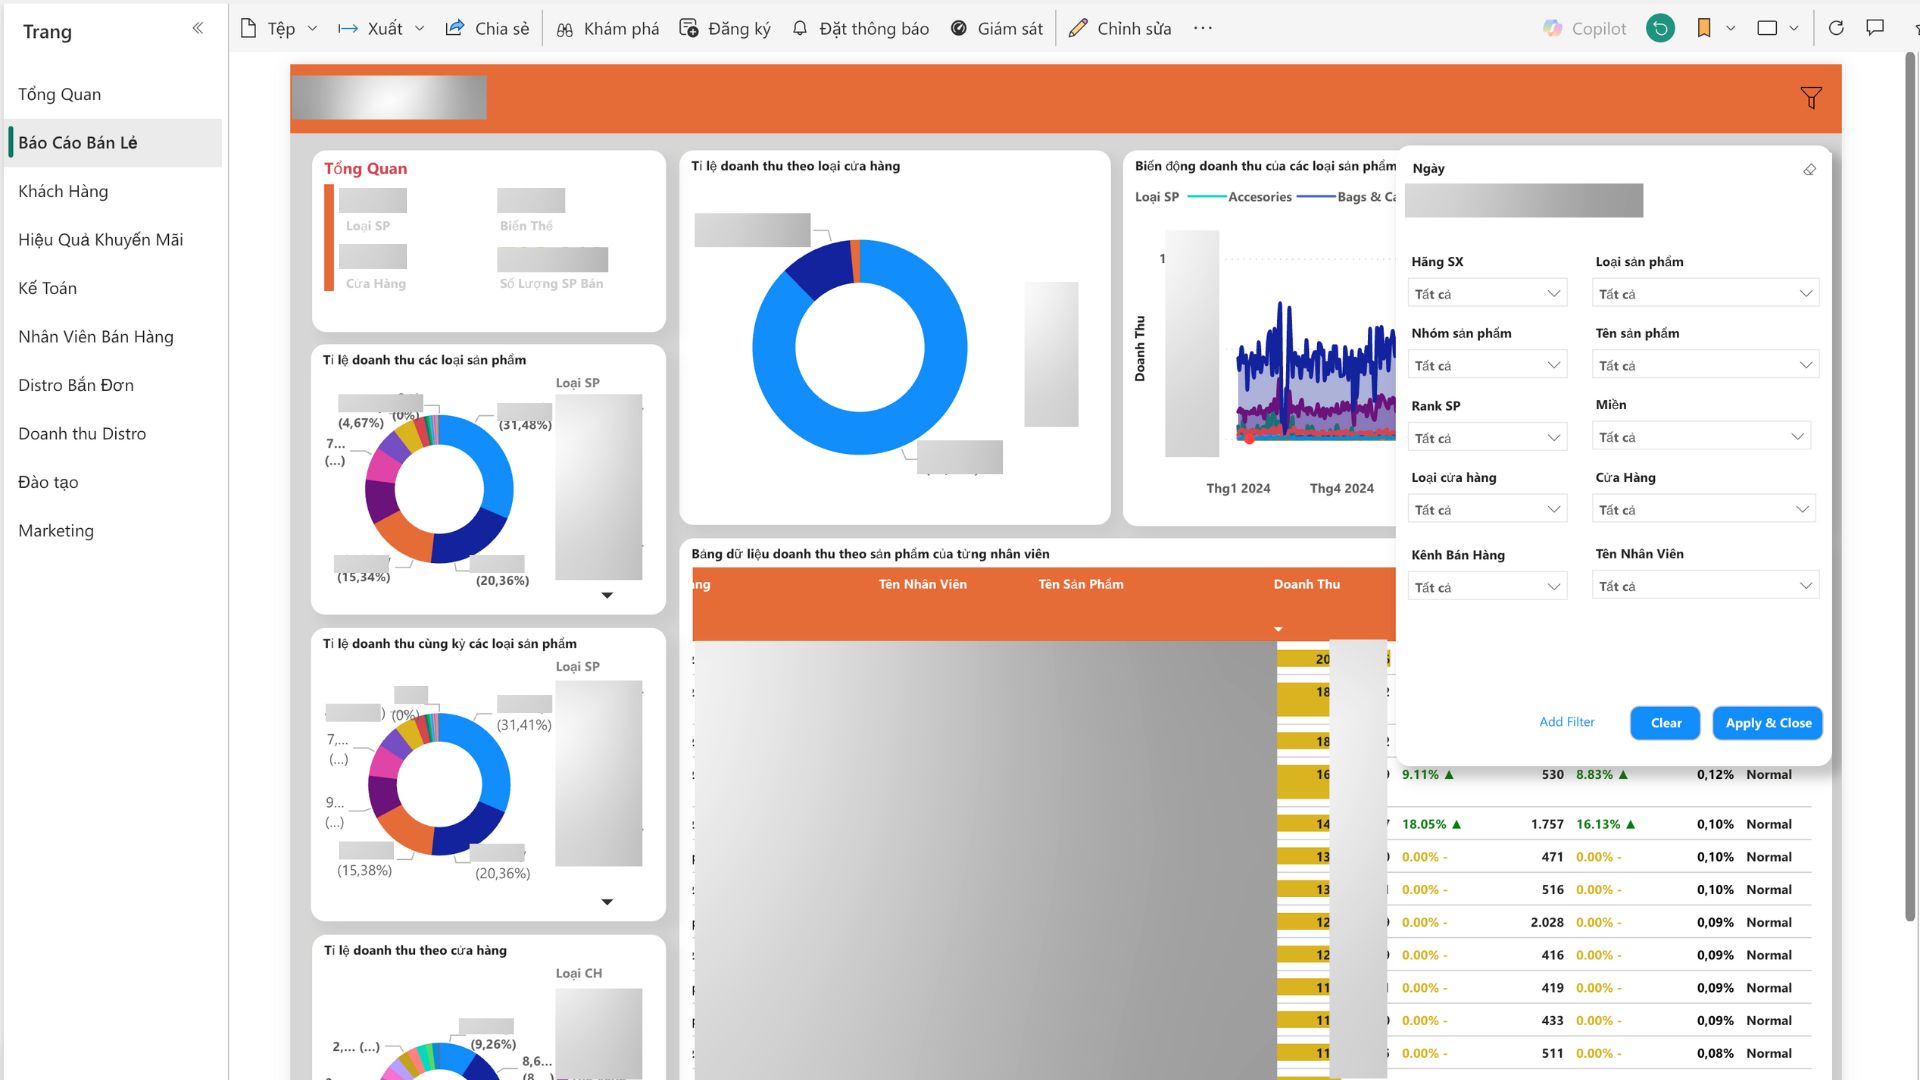 Trang
Tệp
Xuất
Chia sẻ
Khám phá
Đăng ký
Đặt thông báo
Giám sát
Chỉnh sửa
Copilot
Tổng Quan
Báo Cáo Bán Lẻ
Khách Hàng
Hiệu Quả Khuyến Mãi
Kế Toán
Nhân Viên Bán Hàng
Distro Bắn Đơn
Doanh thu Distro
Đào tạo
Marketing
Tổng Quan
Loại SP
Biến Thể
Cửa Hàng
Số Lượng SP Bán
Tỉ lệ doanh thu các loại sản phẩm
Loại SP
(0%)
(4,67%)
(31,48%)
7...
(...)
(15,34%)
(20,36%)
Tỉ lệ doanh thu cùng kỳ các loại sản phẩm
Loại SP
(0%)
(31,41%)
7,...
(...)
9...
(...)
(15,38%)
(20,36%)
Tỉ lệ doanh thu theo cửa hàng
Loại CH
2,... (...)
(9,26%)
8,6...
(8...
Tỉ lệ doanh thu theo loại cửa hàng
Biến động doanh thu của các loại sản phẩm
Loại SP
Accesories
Bags & Ca
1
Doanh Thu
Thg1 2024
Thg4 2024
Bảng dữ liệu doanh thu theo sản phẩm của từng nhân viên
ang
Tên Nhân Viên
Tên Sản Phẩm
Doanh Thu
20
18
18
16
9.11% ▲ 530 8.83% ▲ 0,12% Normal
14 18.05% ▲ 1.757 16.13% ▲ 0,10% Normal
13 0.00% - 471 0.00% - 0,10% Normal
13 0.00% - 516 0.00% - 0,10% Normal
12 0.00% - 2.028 0.00% - 0,09% Normal
12 0.00% - 416 0.00% - 0,09% Normal
11 0.00% - 419 0.00% - 0,09% Normal
11 0.00% - 433 0.00% - 0,09% Normal
11 0.00% - 511 0.00% - 0,08% Normal
Ngày
Hãng SX
Tất cả
Loại sản phẩm
Tất cả
Nhóm sản phẩm
Tất cả
Tên sản phẩm
Tất cả
Rank SP
Tất cả
Miền
Tất cả
Loại cửa hàng
Tất cả
Cửa Hàng
Tất cả
Kênh Bán Hàng
Tất cả
Tên Nhân Viên
Tất cả
Add Filter
Clear
Apply & Close